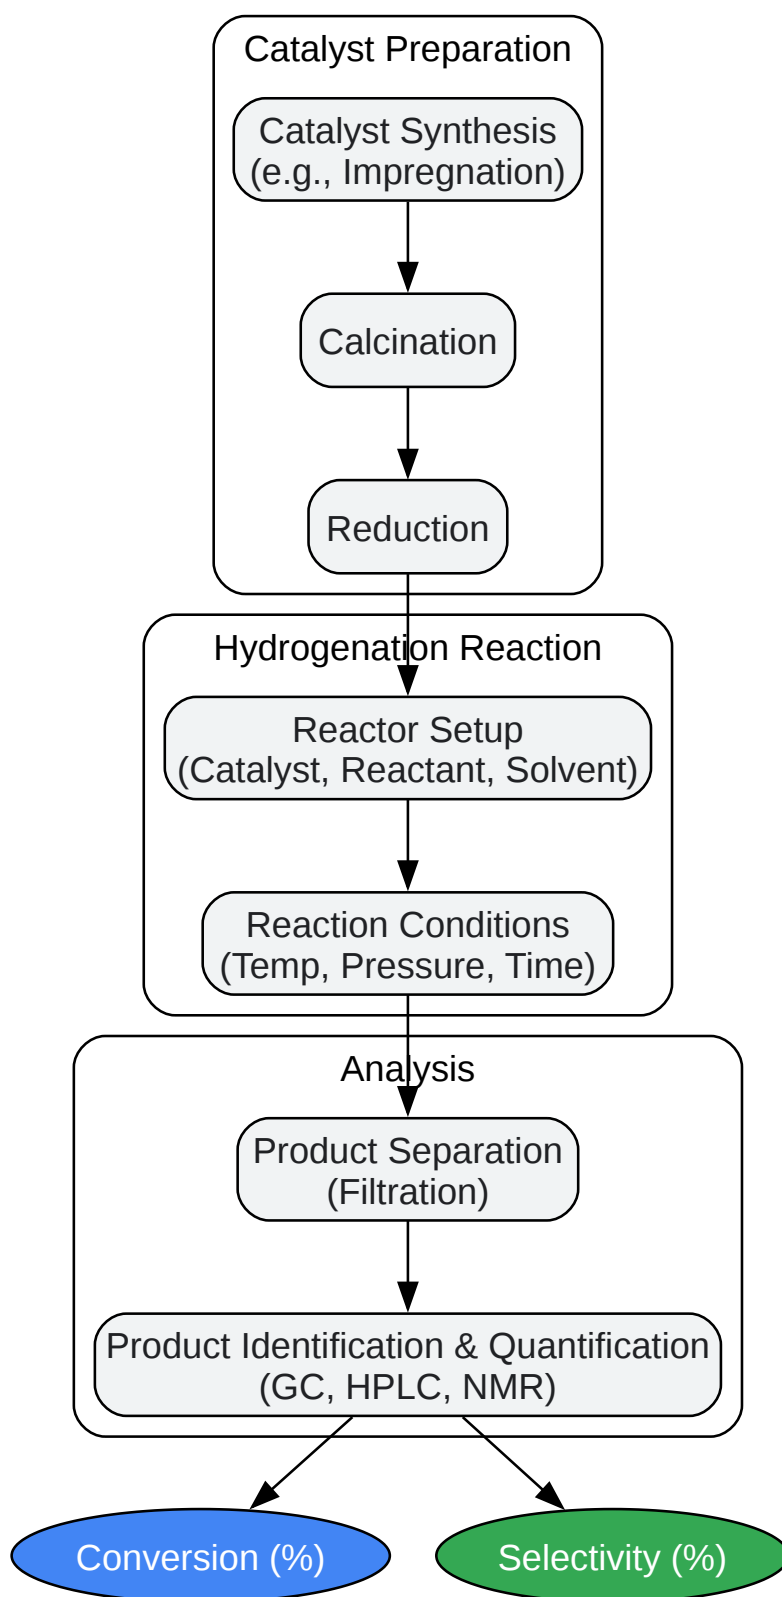 Catalyst Preparation
Catalyst Synthesis
(e.g., Impregnation)
Calcination
Reduction
Hydrogenation Reaction
Reactor Setup
(Catalyst, Reactant, Solvent)
Reaction Conditions
(Temp, Pressure, Time)
Analysis
Product Separation
(Filtration)
Product Identification & Quantification
(GC, HPLC, NMR)
Conversion (%)
Selectivity (%)